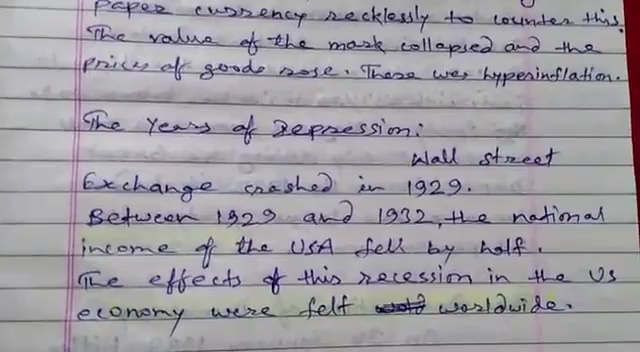 paper currency recklessly to counter this.
The value of the mark collapsed and the
prices of goods rose. There was hyperinflation.
The Years of Depression:
Wall Street
Exchange crashed in 1929.
Between 1929 and 1932, the national
income of the USA fell by half.
The effects of this recession in the US
economy were felt worldwide.